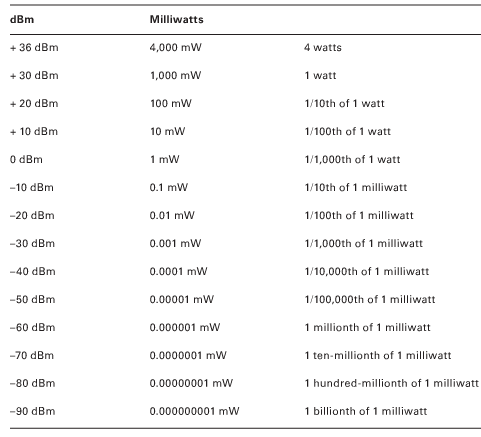 dBm Milliwatts
+ 36 dBm 4,000 mW 4 watts
+ 30 dBm 1,000 mW 1 watt
+ 20 dBm 100 mW 1/10th of 1 watt
+ 10 dBm 10 mW 1/100th of 1 watt
0 dBm 1 mW 1/1,000th of 1 watt
–10 dBm 0.1 mW 1/10th of 1 milliwatt
–20 dBm 0.01 mW 1/100th of 1 milliwatt
–30 dBm 0.001 mW 1/1,000th of 1 milliwatt
–40 dBm 0.0001 mW 1/10,000th of 1 milliwatt
–50 dBm 0.00001 mW 1/100,000th of 1 milliwatt
–60 dBm 0.000001 mW 1 millionth of 1 milliwatt
–70 dBm 0.0000001 mW 1 ten-millionth of 1 milliwatt
–80 dBm 0.00000001 mW 1 hundred-millionth of 1 milliwatt
–90 dBm 0.000000001 mW 1 billionth of 1 milliwatt